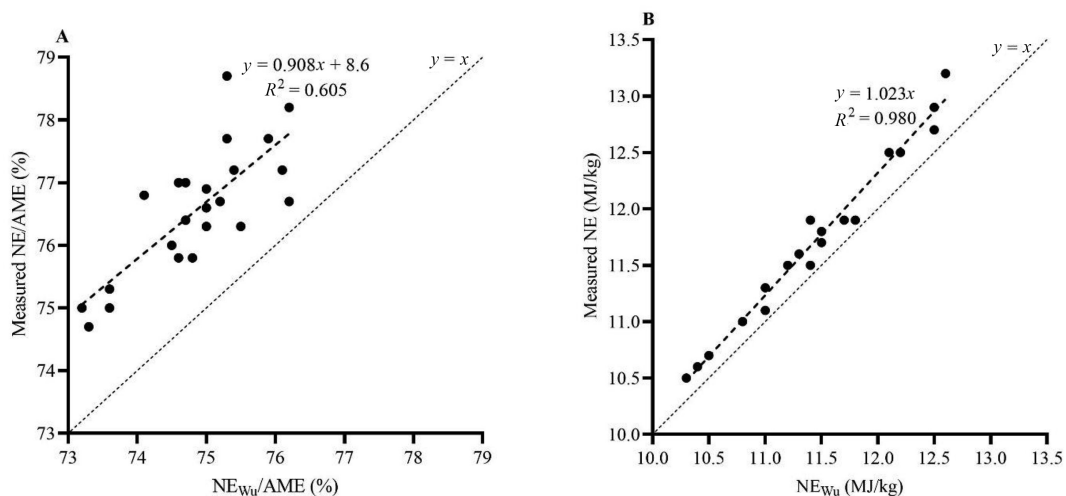 A
79
78
77
76
75
74
73
Measured NE/AME (%)
y = 0.908x + 8.6
R² = 0.605
y = x
73 74 75 76 77 78 79
NE_Wu/AME (%)
B
13.5
13.0
12.5
12.0
11.5
11.0
10.5
10.0
Measured NE (MJ/kg)
y = x
y = 1.023x
R² = 0.980
10.0 10.5 11.0 11.5 12.0 12.5 13.0 13.5
NE_Wu (MJ/kg)